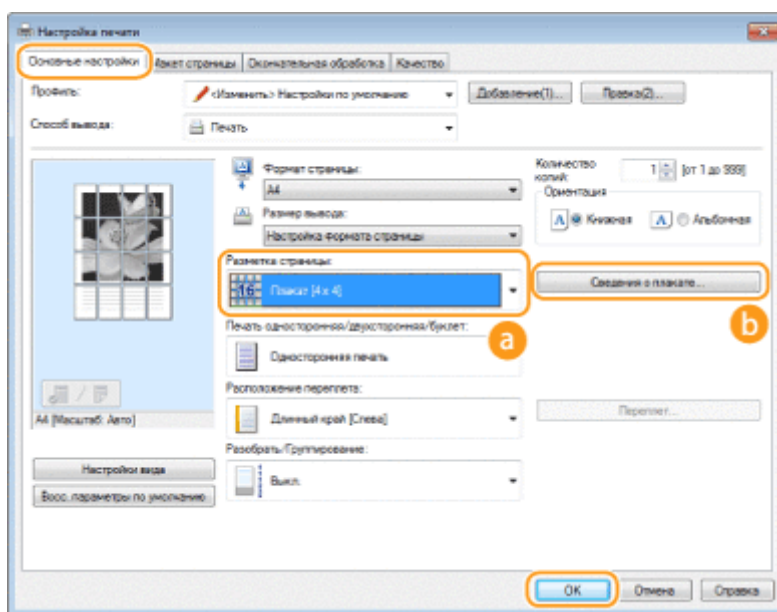 Настройка печати
Основные настройки Макет страницы Окончательная обработка Качество
Профиль: <Изменить> Настройки по умолчанию Добавление(1)... Правка(2)...
Способ вывода: Печать
Формат страницы: Количество копий: 1 [от 1 до 999]
A4
Ориентация
Размер вывода: A Книжная A Альбомная
Настройка формата страницы
Разметка страницы:
16 Плакат [4 x 4] Сведения о плакате...
a b
Печать односторонняя/двухсторонняя/буклет:
Односторонняя печать
Расположение переплета:
A4 [Масштаб: Авто] Длинный край [Слева] Переплет...
Разобрать/Группирование:
Настройки вида
Выкл.
Восс. параметры по умолчанию
OK Отмена Справка